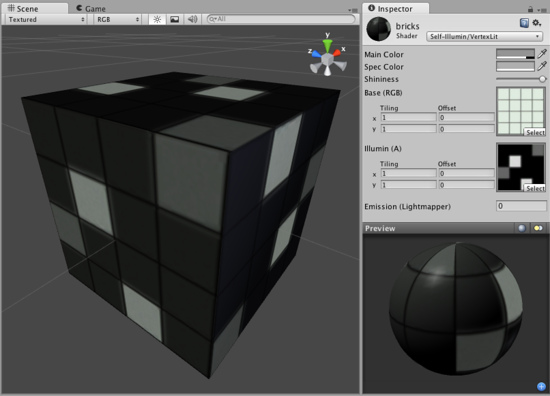 Scene
Game
Textured
RGB
All
y
x
z
Inspector
bricks
Shader
Self-Illumin/VertexLit
Main Color
Spec Color
Shininess
Base (RGB)
Tiling Offset
x 1 0
y 1 0
Select
Illumin (A)
Tiling Offset
x 1 0
y 1 0
Select
Emission (Lightmapper) 0
Preview